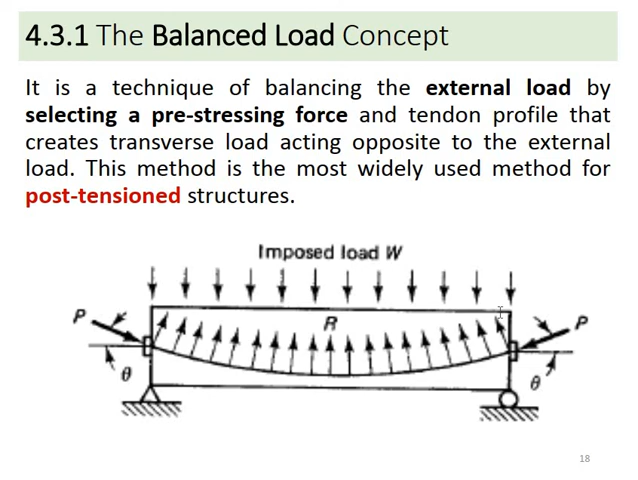 4.3.1 The Balanced Load Concept
It is a technique of balancing the external load by
selecting a pre-stressing force and tendon profile that
creates transverse load acting opposite to the external
load. This method is the most widely used method for
post-tensioned structures.
Imposed load W
P
R
P
θ
θ
18